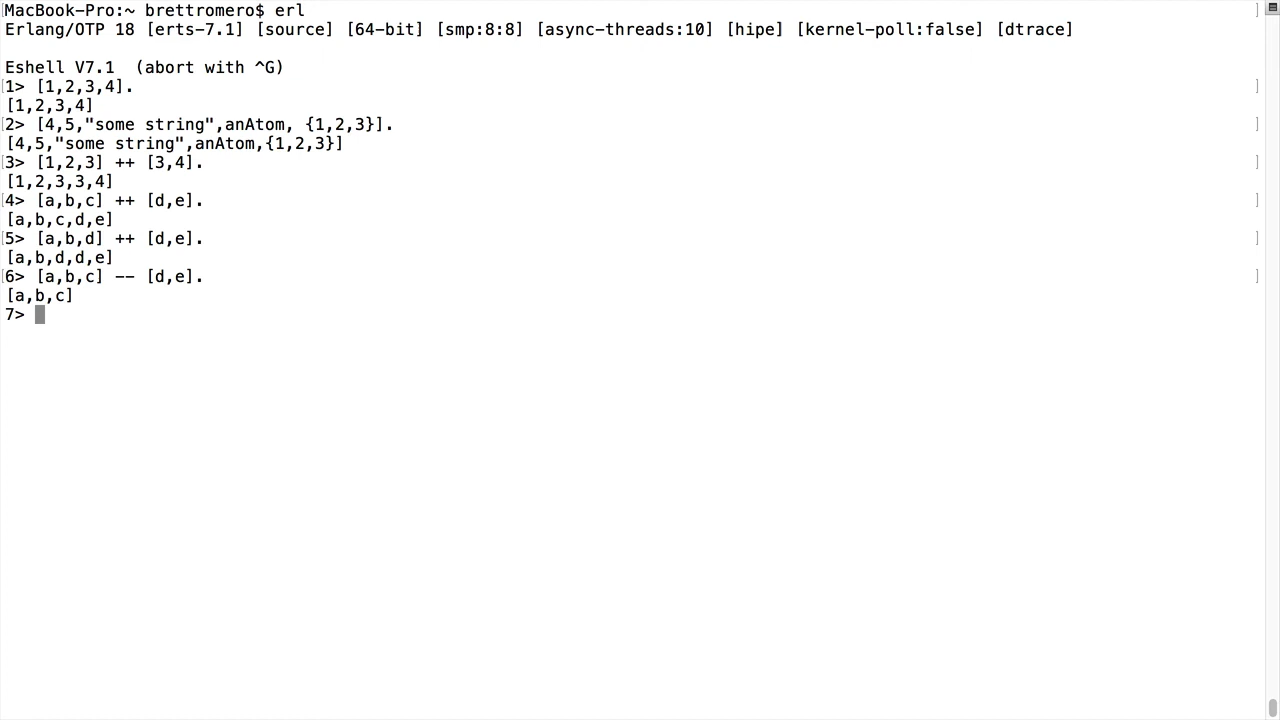 MacBook-Pro:~ brettromero$ erl
Erlang/OTP 18 [erts-7.1] [source] [64-bit] [smp:8:8] [async-threads:10] [hipe] [kernel-poll:false] [dtrace]
Eshell V7.1  (abort with ^G)
1> [1,2,3,4].
[1,2,3,4]
2> [4,5,"some string",anAtom, {1,2,3}].
[4,5,"some string",anAtom,{1,2,3}]
3> [1,2,3] ++ [3,4].
[1,2,3,3,4]
4> [a,b,c] ++ [d,e].
[a,b,c,d,e]
5> [a,b,d] ++ [d,e].
[a,b,d,d,e]
6> [a,b,c] -- [d,e].
[a,b,c]
7>